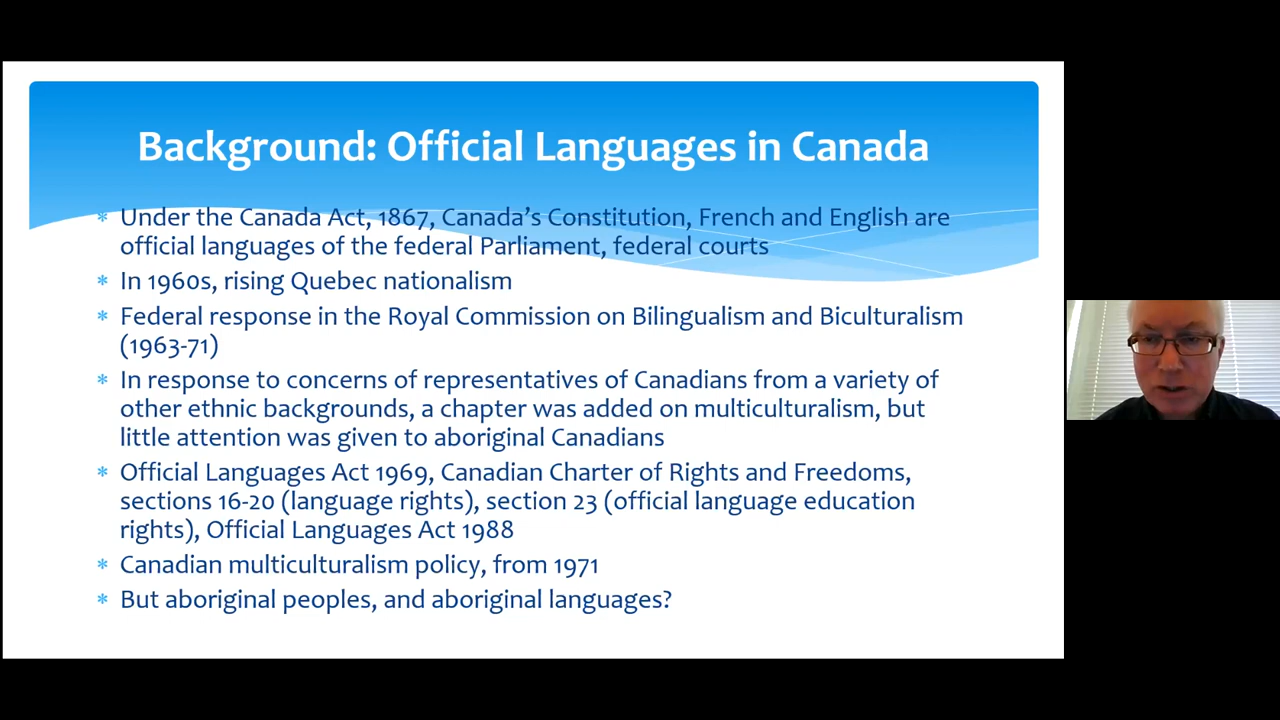 Background: Official Languages in Canada
* Under the Canada Act, 1867, Canada's Constitution, French and English are
official languages of the federal Parliament, federal courts
* In 1960s, rising Quebec nationalism
* Federal response in the Royal Commission on Bilingualism and Biculturalism
(1963-71)
* In response to concerns of representatives of Canadians from a variety of
other ethnic backgrounds, a chapter was added on multiculturalism, but
little attention was given to aboriginal Canadians
* Official Languages Act 1969, Canadian Charter of Rights and Freedoms,
sections 16-20 (language rights), section 23 (official language education
rights), Official Languages Act 1988
* Canadian multiculturalism policy, from 1971
* But aboriginal peoples, and aboriginal languages?